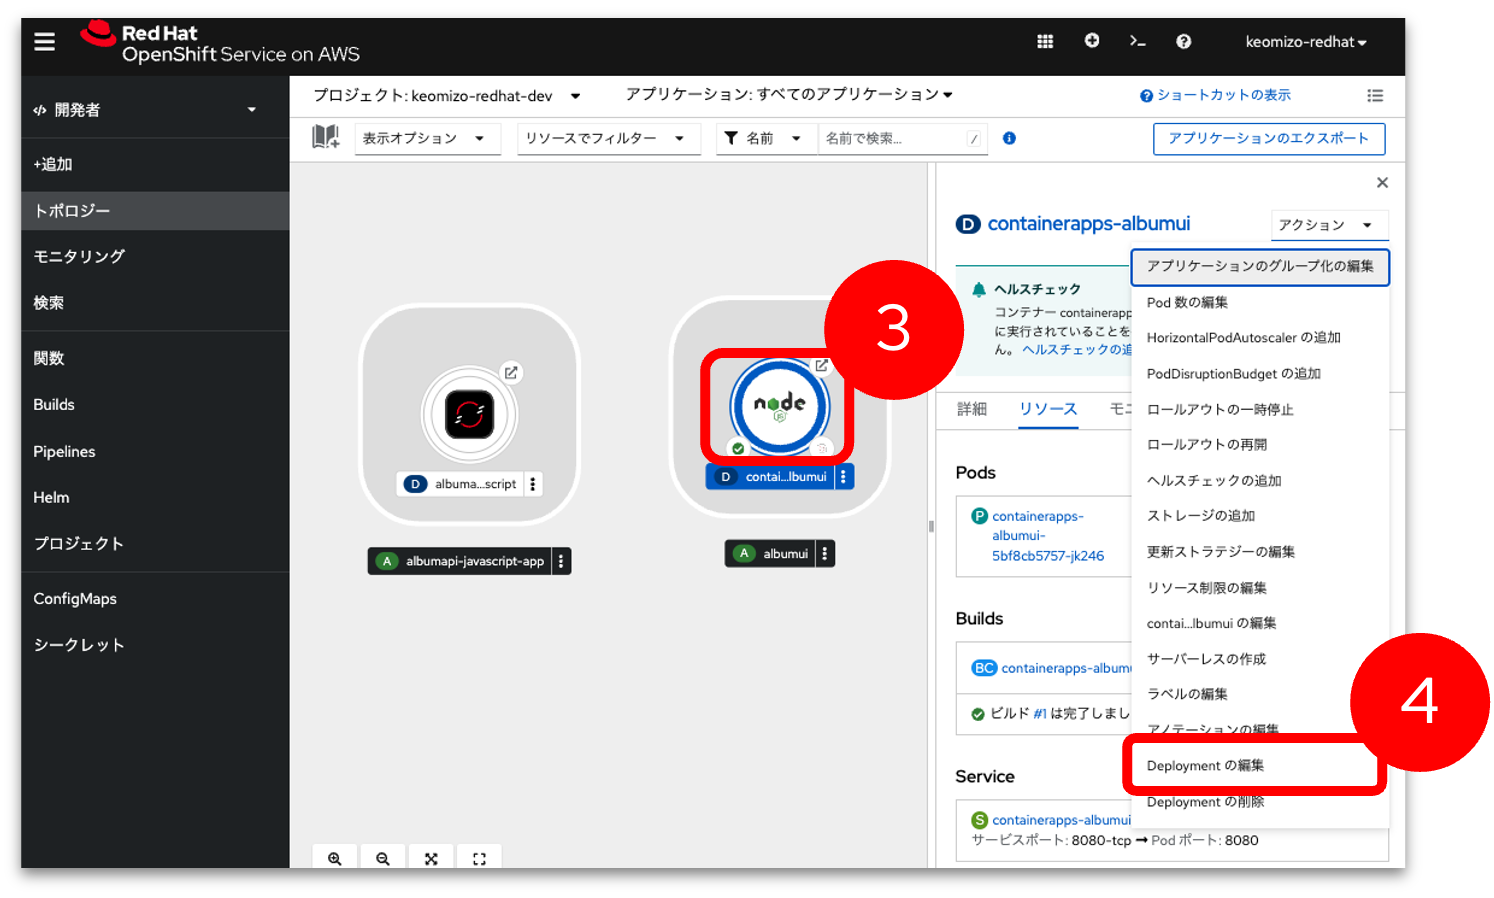 Red Hat
OpenShift Service on AWS
keomizo-redhat
開発者
+追加
トポロジー
モニタリング
検索
関数
Builds
Pipelines
Helm
プロジェクト
ConfigMaps
シークレット
プロジェクト: keomizo-redhat-dev
アプリケーション: すべてのアプリケーション
ショートカットの表示
表示オプション
リソースでフィルター
名前
名前で検索...
/
アプリケーションのエクスポート
D albuma...script
A albumapi-javascript-app
node
JS
D contai...lbumui
A albumui
3
D containerapps-albumui
アクション
ヘルスチェック
コンテナー containerapp
に実行されていることを
ん。 ヘルスチェックの追
詳細
リソース
モニ
Pods
P containerapps-
albumui-
5bf8cb5757-jk246
Builds
BC containerapps-album
ビルド #1 は完了しまし
Service
S containerapps-albumui
サービスポート: 8080-tcp ➞ Pod ポート: 8080
アプリケーションのグループ化の編集
Pod 数の編集
HorizontalPodAutoscaler の追加
PodDisruptionBudget の追加
ロールアウトの一時停止
ロールアウトの再開
ヘルスチェックの追加
ストレージの追加
更新ストラテジーの編集
リソース制限の編集
contai...lbumui の編集
サーバーレスの作成
ラベルの編集
アノテーションの編集
Deployment の編集
Deployment の削除
4